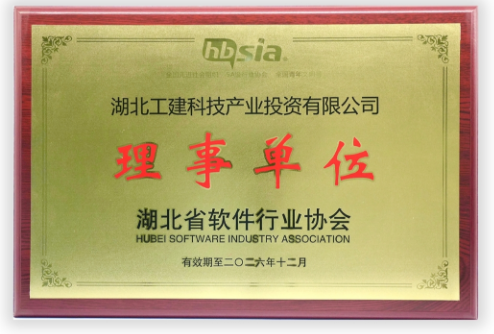 hbsia
湖北工建科技产业投资有限公司
理事单位
湖北省软件行业协会
HUBEI SOFTWARE INDUSTRY ASSOCIATION
有效期至二〇二六年十二月